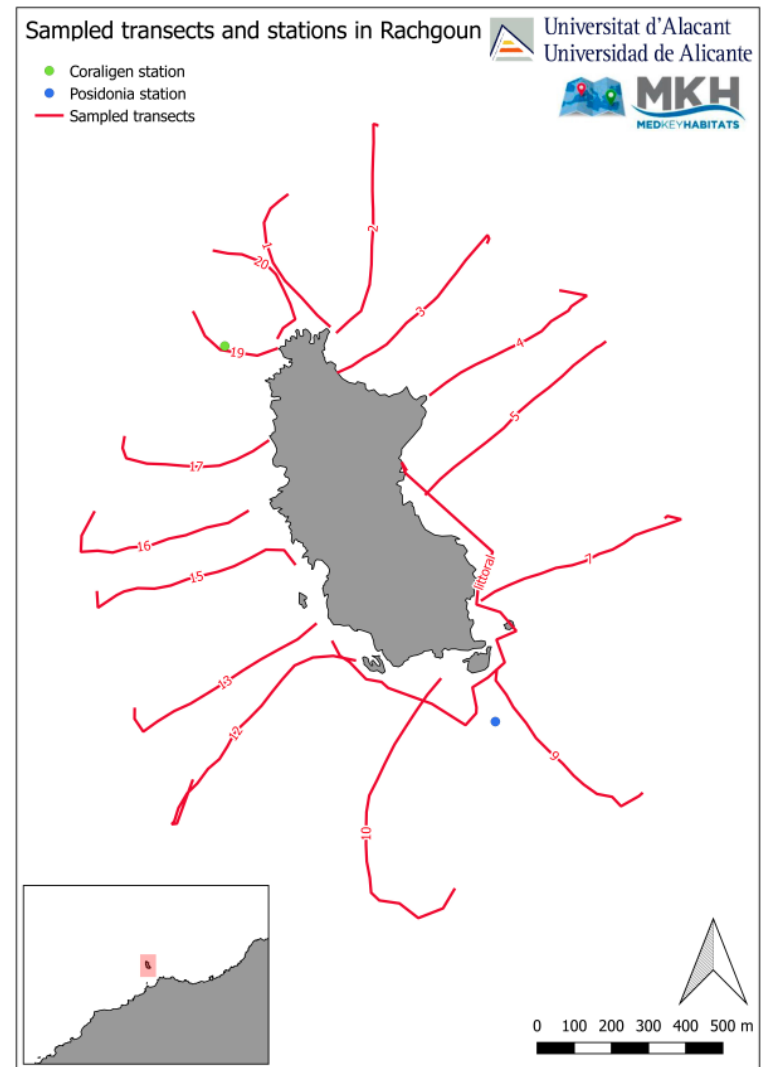 Sampled transects and stations in Rachgoun
Universitat d'Alacant
Universidad de Alicante
Coraligen station
Posidonia station
Sampled transects
MKH
MEDKEYHABITATS
2
1
20
3
19
4
5
17
16
7
littoral
15
13
12
9
10
0 100 200 300 400 500 m